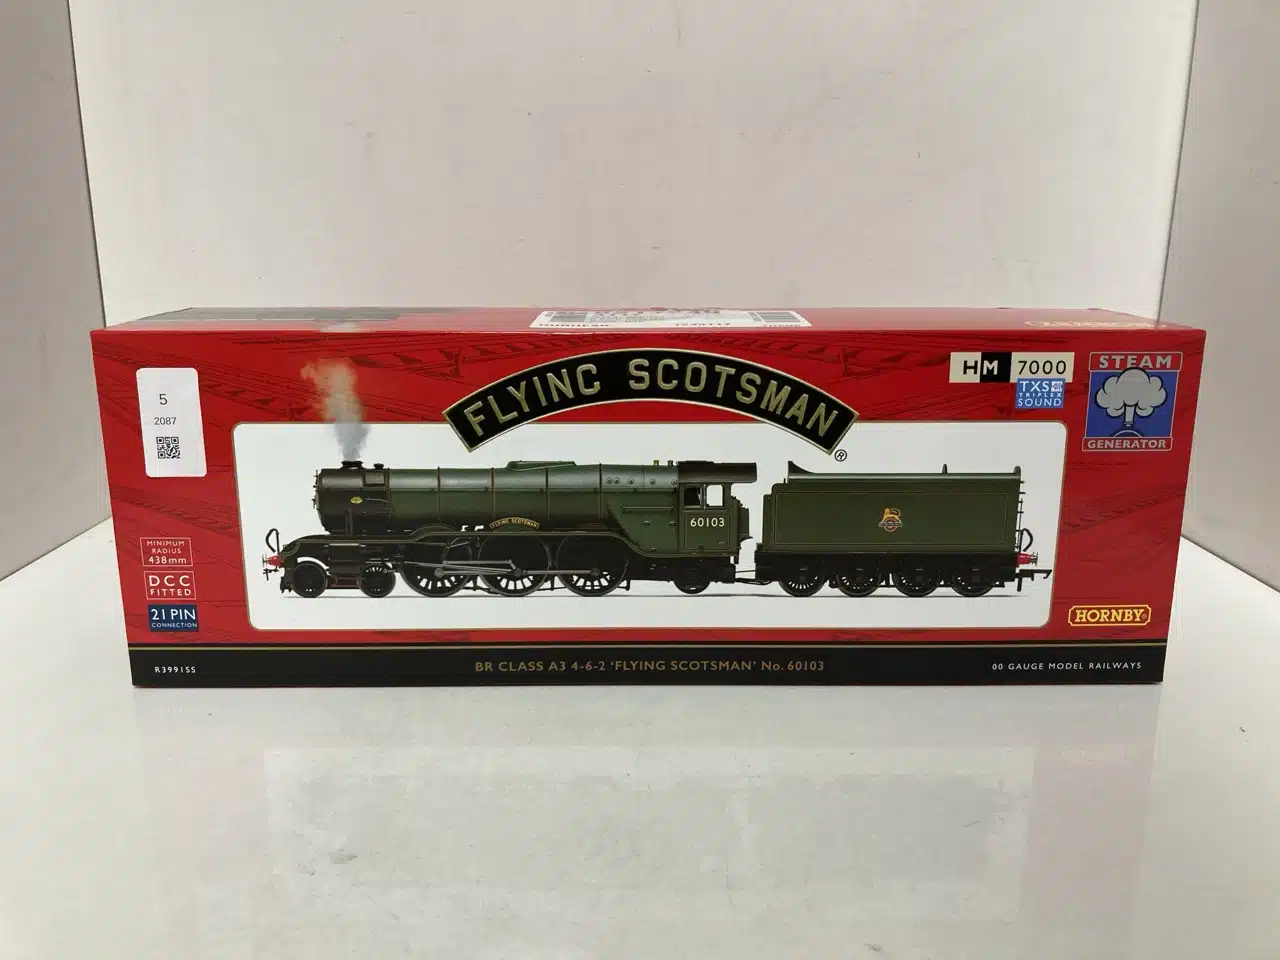 FLYING SCOTSMAN
®
HM 7000
TXS
TRIPLEX
SOUND
STEAM
GENERATOR
5
2087
FLYING SCOTSMAN
60103
MINIMUM
RADIUS
438mm
DCC
FITTED
21 PIN
CONNECTION
HORNBY®
R3991SS
BR CLASS A3 4-6-2 'FLYING SCOTSMAN' No. 60103
00 GAUGE MODEL RAILWAYS